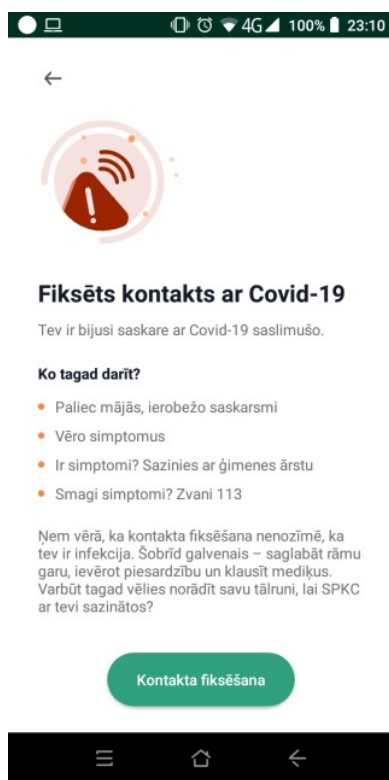 4G 100% 23:10
Fiksēts kontakts ar Covid-19
Tev ir bijusi saskare ar Covid-19 saslimušo.
Ko tagad darīt?
• Paliec mājās, ierobežo saskarsmi
• Vēro simptomus
• Ir simptomi? Sazinies ar ģimenes ārstu
• Smagi simptomi? Zvani 113
Ņem vērā, ka kontakta fiksēšana nenozīmē, ka
tev ir infekcija. Šobrīd galvenais – saglabāt rāmu
garu, ievērot piesardzību un klausīt mediķus.
Varbūt tagad vēlies norādīt savu tālruni, lai SPKC
ar tevi sazinātos?
Kontakta fiksēšana